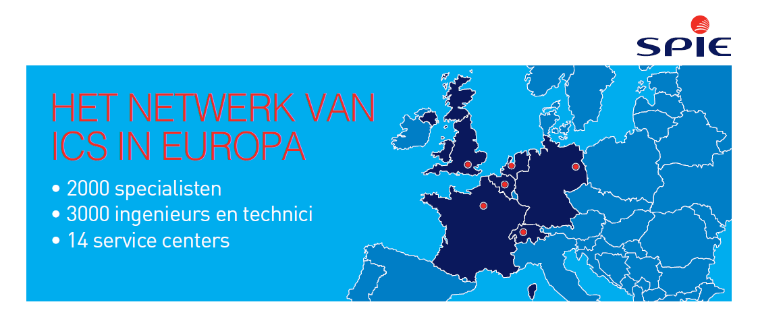 SPIE
HET NETWERK VAN
ICS IN EUROPA
• 2000 specialisten
• 3000 ingenieurs en technici
• 14 service centers